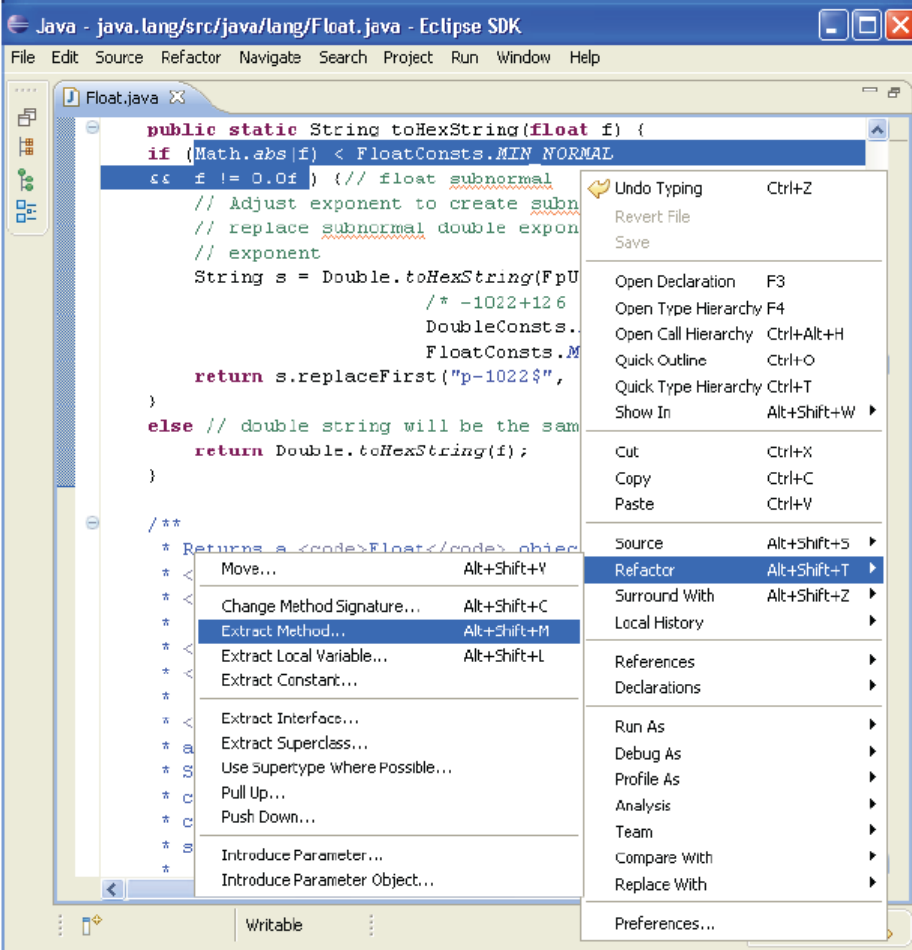 Java - java.lang/src/java/lang/Float.java - Eclipse SDK
File Edit Source Refactor Navigate Search Project Run Window Help
Float.java
public static String toHexString(float f) {
if (Math.abs(f) < FloatConsts.MIN_NORMAL
&& f != 0.0f ) {// float subnormal
// Adjust exponent to create subn
// replace subnormal double expon
// exponent
String s = Double.toHexString(FpU
/* -1022+126
DoubleConsts.
FloatConsts.M
return s.replaceFirst("p-1022$",
}
else // double string will be the sam
return Double.toHexString(f);
}
/**
* Returns a <code>Float</code> objec
* <
* <
*
* <
* <
*
* <
* a
* S
* c
* c
* s
*
Undo Typing Ctrl+Z
Revert File
Save
Open Declaration F3
Open Type Hierarchy F4
Open Call Hierarchy Ctrl+Alt+H
Quick Outline Ctrl+O
Quick Type Hierarchy Ctrl+T
Show In Alt+Shift+W
Cut Ctrl+X
Copy Ctrl+C
Paste Ctrl+V
Source Alt+Shift+S
Refactor Alt+Shift+T
Surround With Alt+Shift+Z
Local History
References
Declarations
Run As
Debug As
Profile As
Analysis
Team
Compare With
Replace With
Preferences...
Move... Alt+Shift+V
Change Method Signature... Alt+Shift+C
Extract Method... Alt+Shift+M
Extract Local Variable... Alt+Shift+L
Extract Constant...
Extract Interface...
Extract Superclass...
Use Supertype Where Possible...
Pull Up...
Push Down...
Introduce Parameter...
Introduce Parameter Object...
Writable